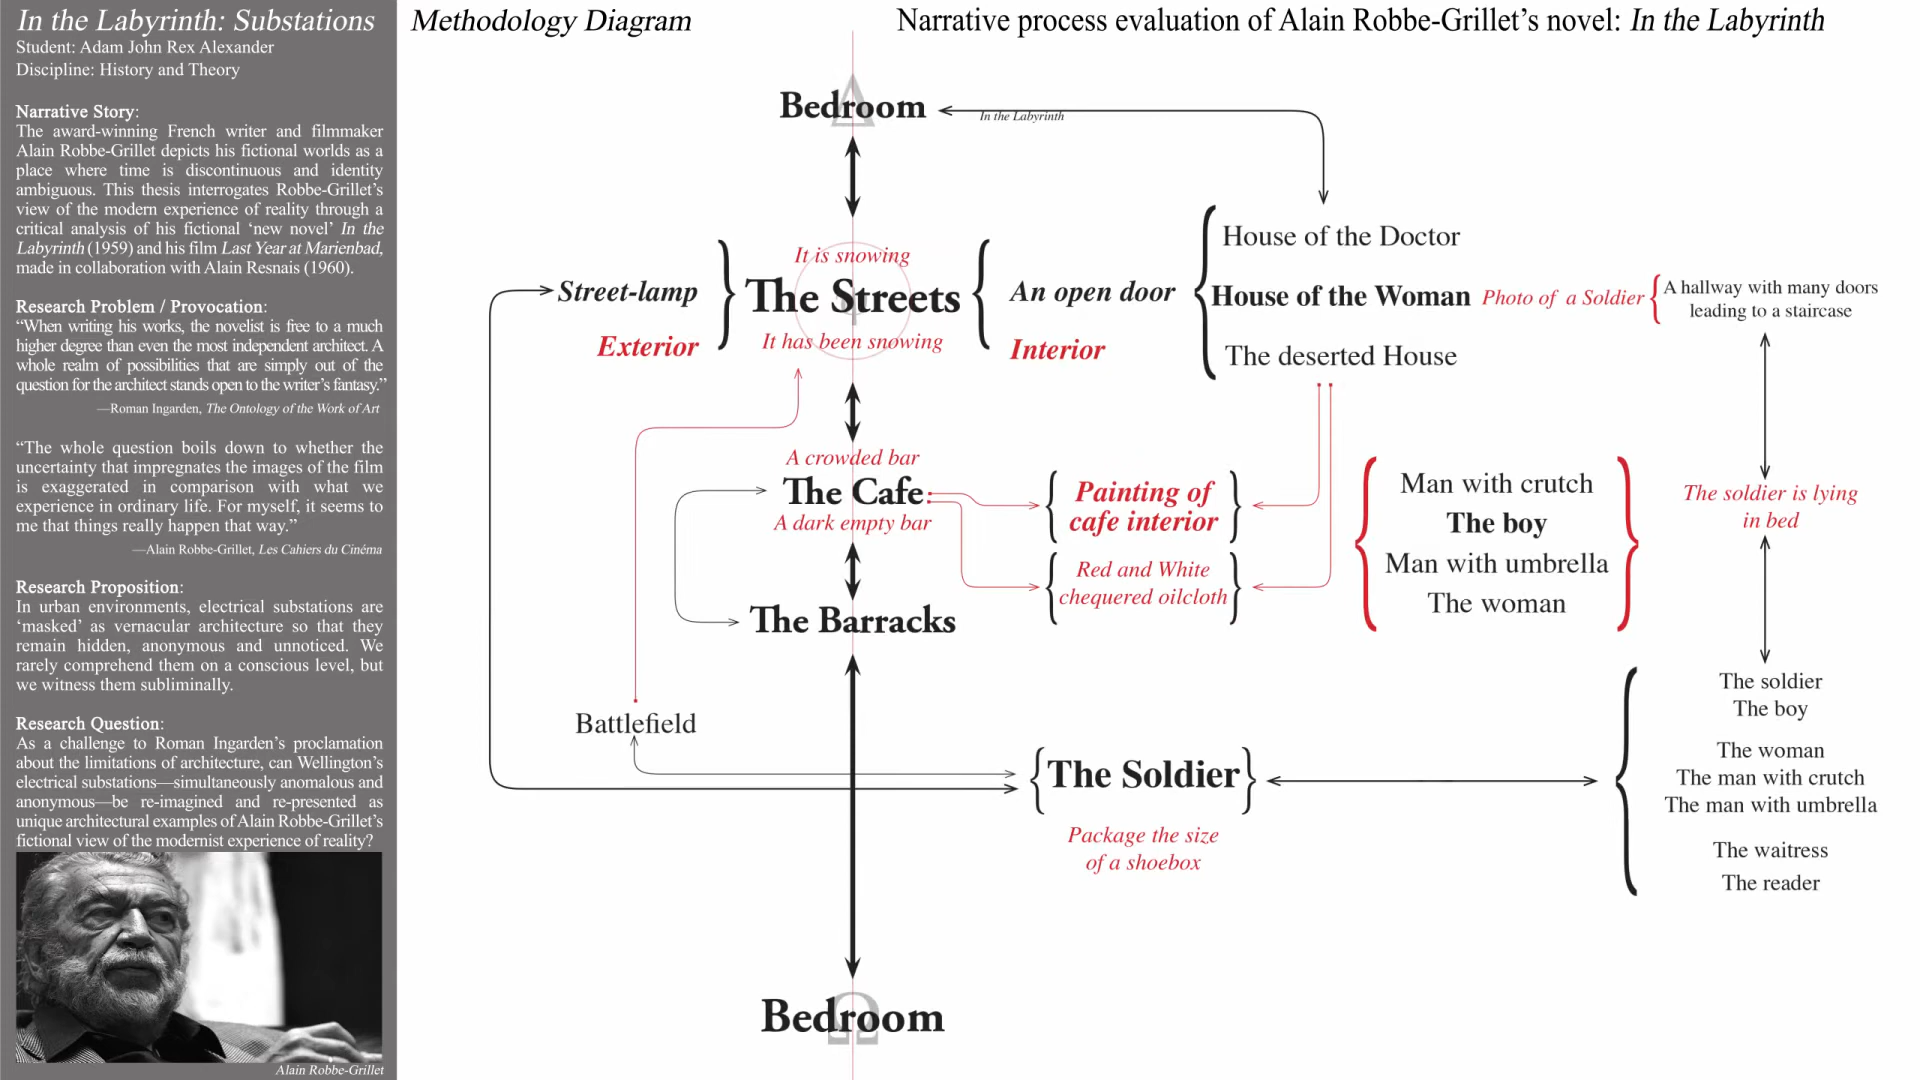 In the Labyrinth: Substations
Student: Adam John Rex Alexander
Discipline: History and Theory
Narrative Story:
The award-winning French writer and filmmaker
Alain Robbe-Grillet depicts his fictional worlds as a
place where time is discontinuous and identity
ambiguous. This thesis interrogates Robbe-Grillet's
view of the modern experience of reality through a
critical analysis of his fictional ‘new novel’ In the
Labyrinth (1959) and his film Last Year at Marienbad,
made in collaboration with Alain Resnais (1960).
Research Problem / Provocation:
“When writing his works, the novelist is free to a much
higher degree than even the most independent architect. A
whole realm of possibilities that are simply out of the
question for the architect stands open to the writer's fantasy.”
—Roman Ingarden, The Ontology of the Work of Art
“The whole question boils down to whether the
uncertainty that impregnates the images of the film
is exaggerated in comparison with what we
experience in ordinary life. For myself, it seems to
me that things really happen that way.”
—Alain Robbe-Grillet, Les Cahiers du Cinéma
Research Proposition:
In urban environments, electrical substations are
‘masked’ as vernacular architecture so that they
remain hidden, anonymous and unnoticed. We
rarely comprehend them on a conscious level, but
we witness them subliminally.
Research Question:
As a challenge to Roman Ingarden's proclamation
about the limitations of architecture, can Wellington's
electrical substations—simultaneously anomalous and
anonymous—be re-imagined and re-presented as
unique architectural examples of Alain Robbe-Grillet's
fictional view of the modernist experience of reality?
Alain Robbe-Grillet
Methodology Diagram
Narrative process evaluation of Alain Robbe-Grillet's novel: In the Labyrinth
Δ
Bedroom
In the Labyrinth
Street-lamp
Exterior
It is snowing
The Streets
It has been snowing
An open door
Interior
House of the Doctor
House of the Woman
The deserted House
Photo of a Soldier
A hallway with many doors
leading to a staircase
A crowded bar
The Cafe
A dark empty bar
Painting of
cafe interior
Red and White
chequered oilcloth
Man with crutch
The boy
Man with umbrella
The woman
The soldier is lying
in bed
The Barracks
Battlefield
The Soldier
Package the size
of a shoebox
The soldier
The boy
The woman
The man with crutch
The man with umbrella
The waitress
The reader
Bedroom
Ω